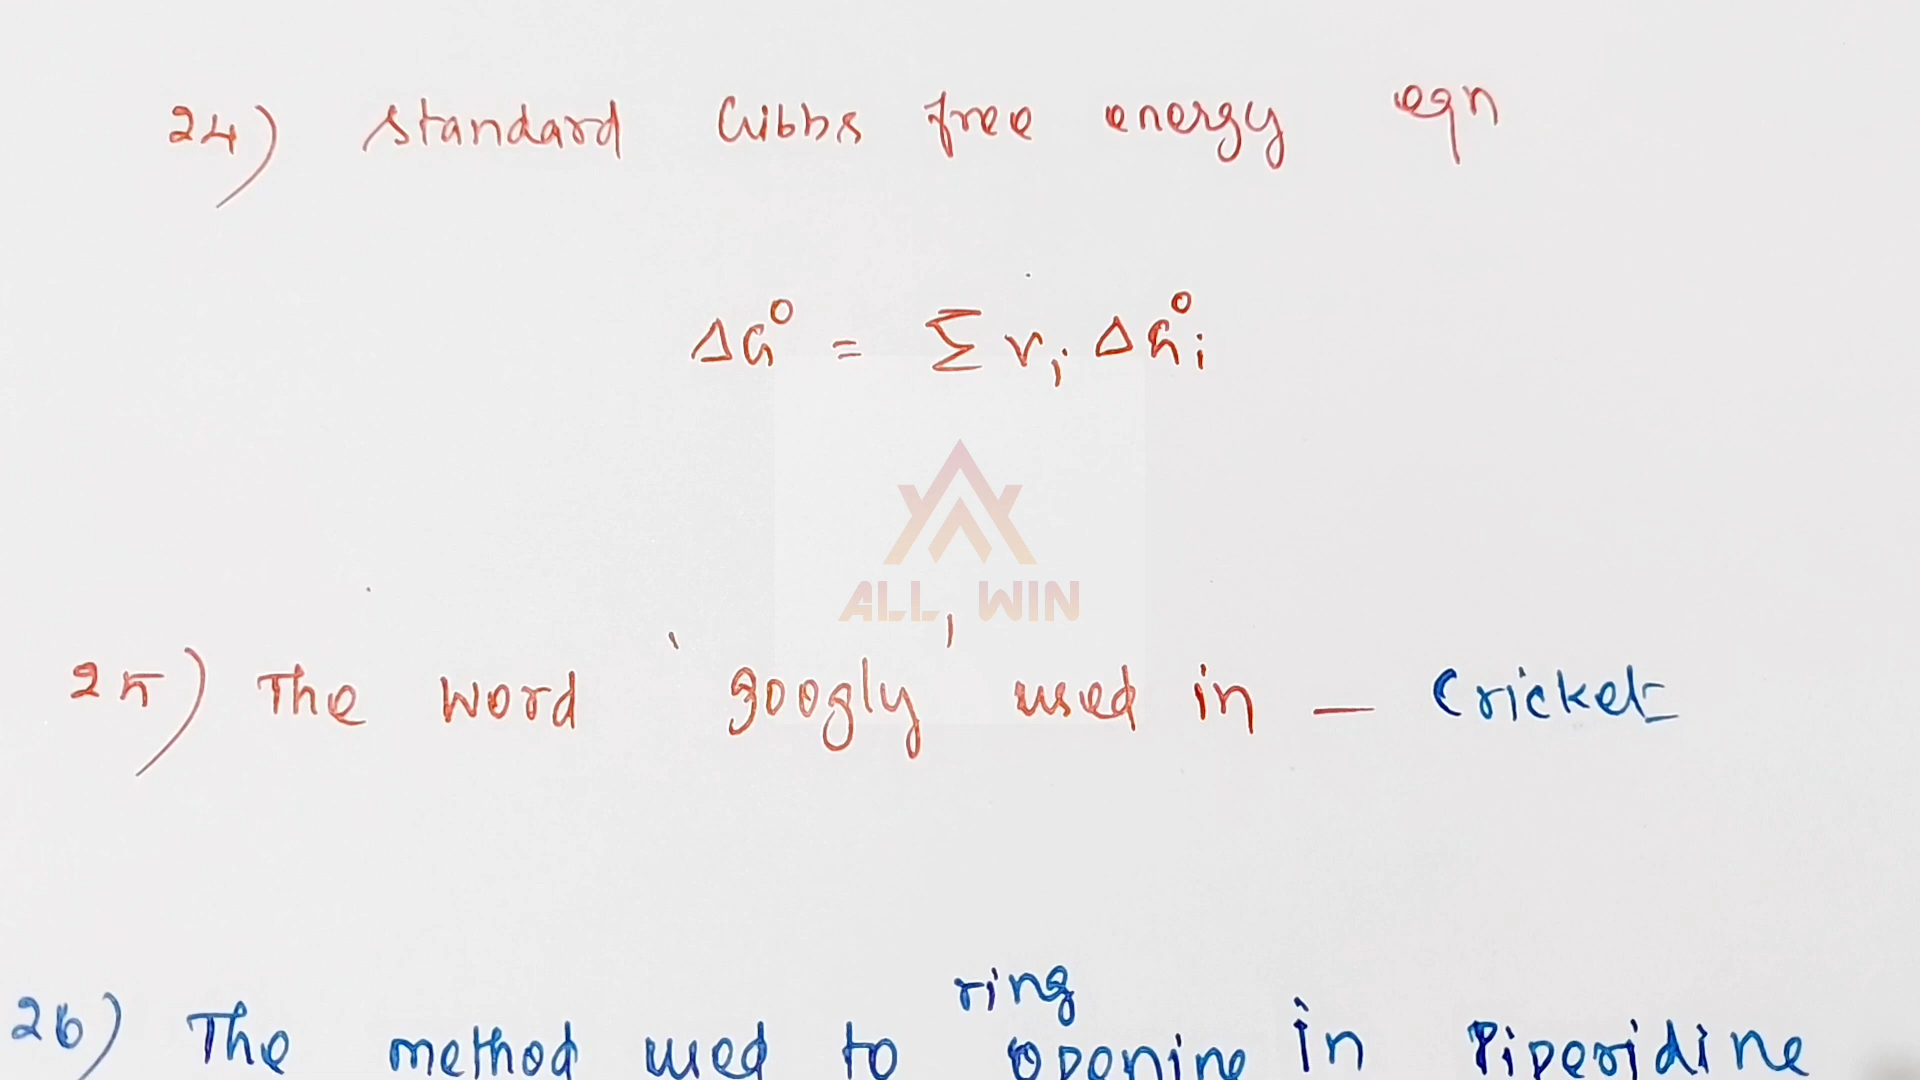 24) Standard Gibbs free energy eqn
ΔG° = Σ νi ΔG°i
ALL WIN
25) The word 'googly' used in — Cricket
ring
26) The method used to opening in Piperidine